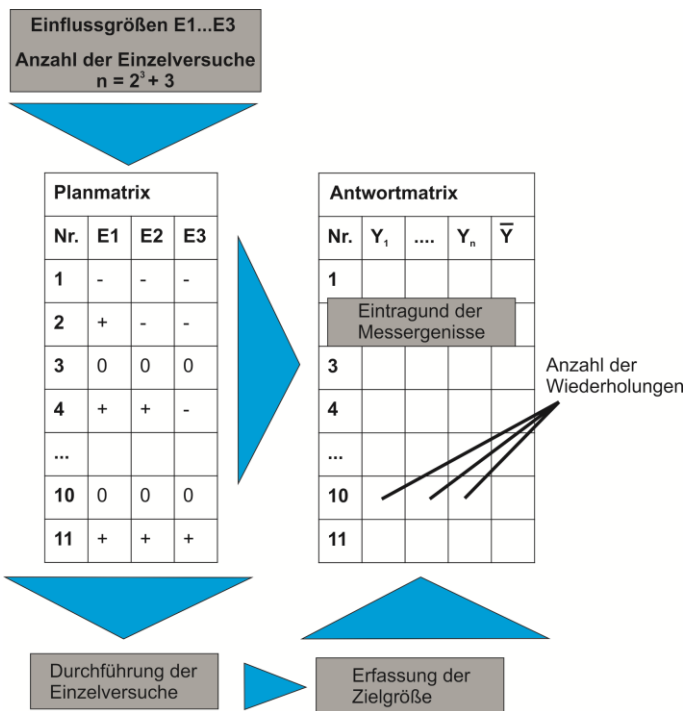 Einflussgrößen E1...E3
Anzahl der Einzelversuche
n = 2³ + 3
Planmatrix
Nr. E1 E2 E3
1 - - -
2 + - -
3 0 0 0
4 + + -
...
10 0 0 0
11 + + +
Antwortmatrix
Nr. Y₁ .... Yₙ Y̅
1
Eintragund der
Messergenisse
3
4
...
10
11
Anzahl der
Wiederholungen
Durchführung der
Einzelversuche
Erfassung der
Zielgröße